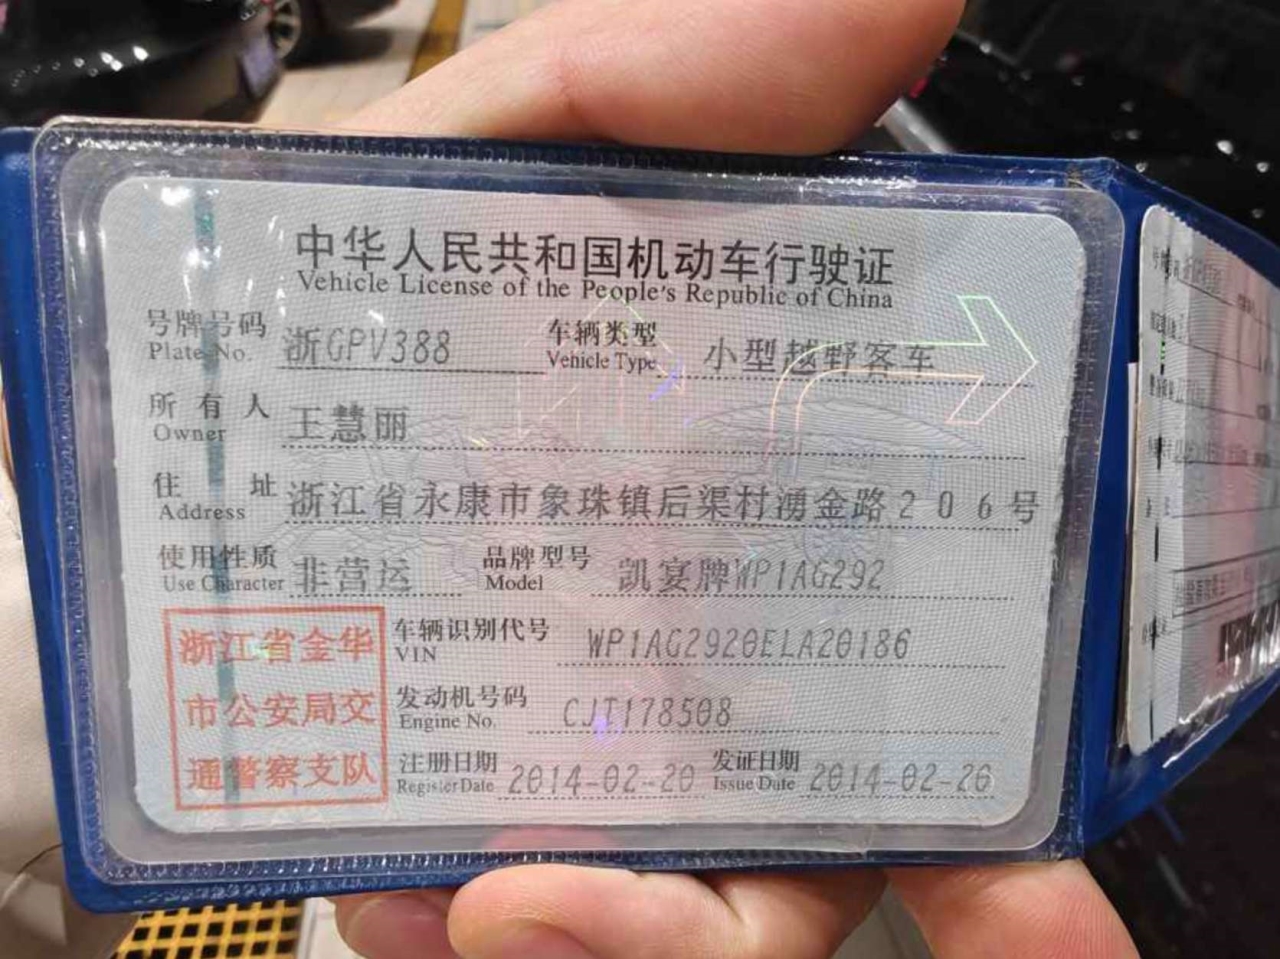 中华人民共和国机动车行驶证
Vehicle License of the People's Republic of China
号牌号码 浙GPV388 车辆类型 小型越野客车
Plate No. Vehicle Type
所有人 王慧丽
Owner
住址 浙江省永康市象珠镇后渠村湧金路206号
Address
使用性质 非营运 品牌型号 凯宴牌WP1AG292
Use Character Model
浙江省金华
市公安局交
通警察支队
车辆识别代号 WP1AG2920ELA20186
VIN
发动机号码 CJT178508
Engine No.
注册日期 2014-02-20 发证日期 2014-02-26
Register Date Issue Date